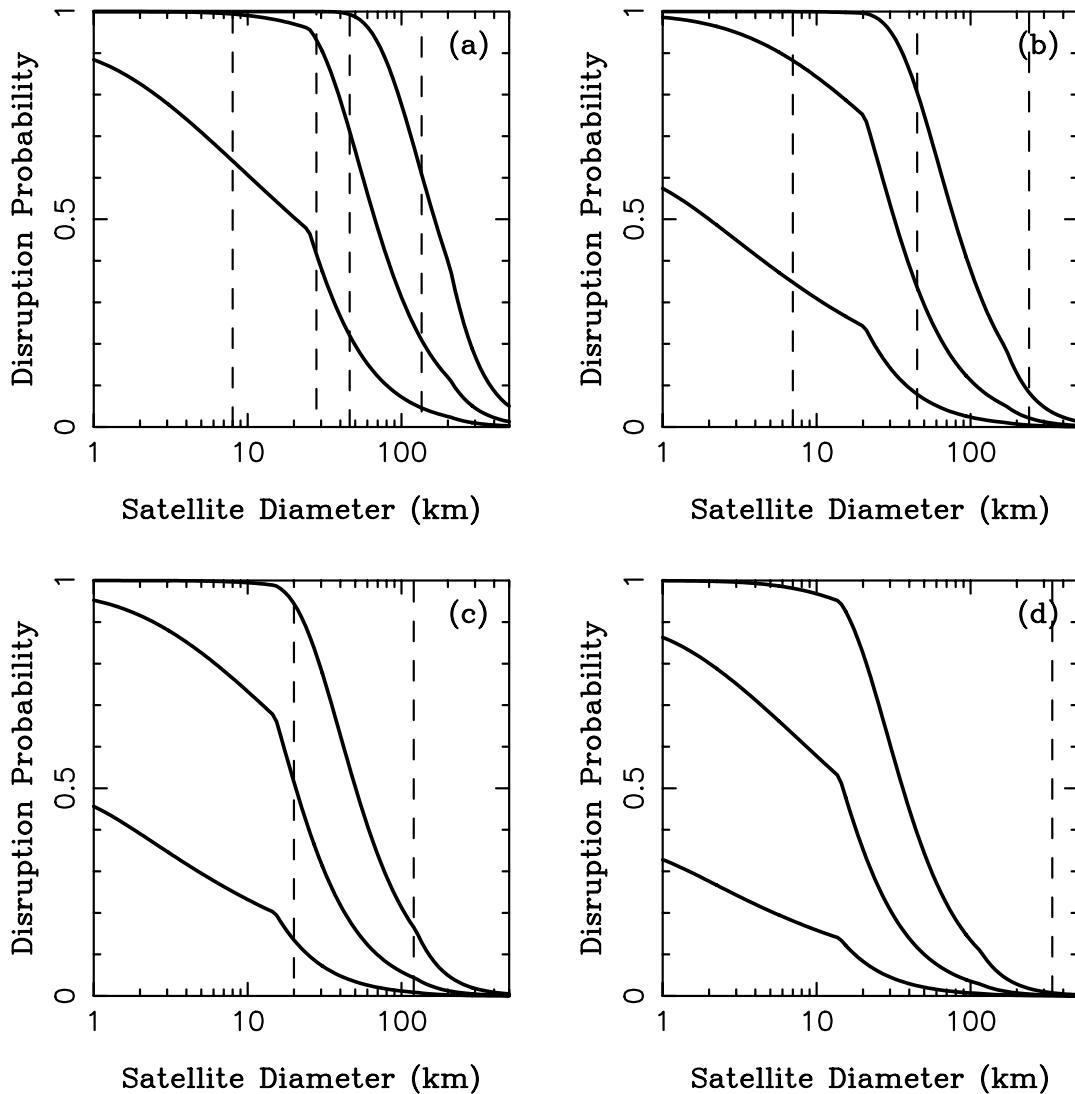 (a)
Disruption Probability
0 0.5 1
1 10 100
Satellite Diameter (km)
(b)
Disruption Probability
0 0.5 1
1 10 100
Satellite Diameter (km)
(c)
Disruption Probability
0 0.5 1
1 10 100
Satellite Diameter (km)
(d)
Disruption Probability
0 0.5 1
1 10 100
Satellite Diameter (km)